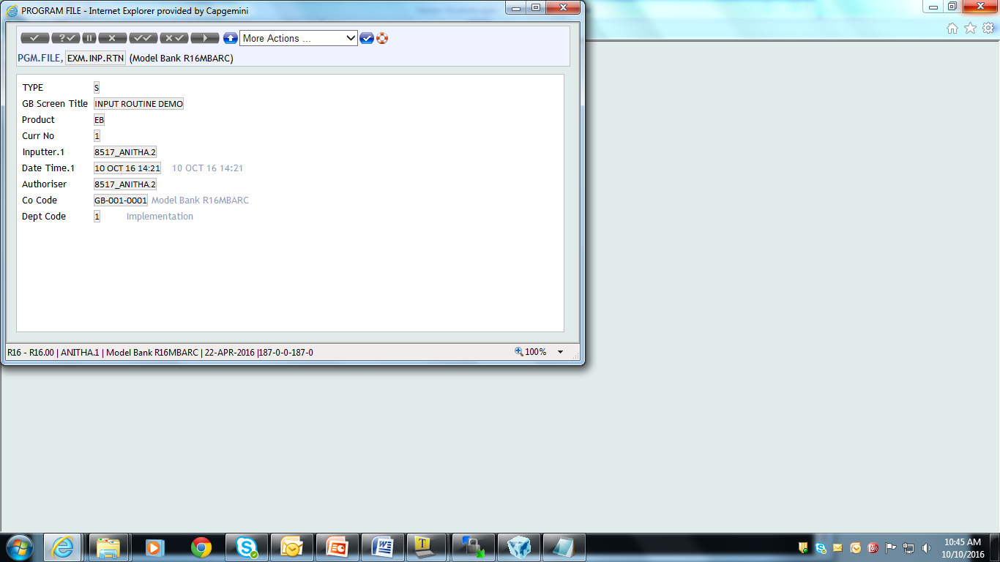 PROGRAM FILE - Internet Explorer provided by Capgemini
More Actions ...
PGM.FILE, EXM.INP.RTN (Model Bank R16MBARC)
TYPE S
GB Screen Title INPUT ROUTINE DEMO
Product EB
Curr No 1
Inputter.1 8517_ANITHA.2
Date Time.1 10 OCT 16 14:21 10 OCT 16 14:21
Authoriser 8517_ANITHA.2
Co Code GB-001-0001 Model Bank R16MBARC
Dept Code 1 Implementation
R16 - R16.00 | ANITHA.1 | Model Bank R16MBARC | 22-APR-2016 |187-0-0-187-0
100%
10:45 AM
10/10/2016